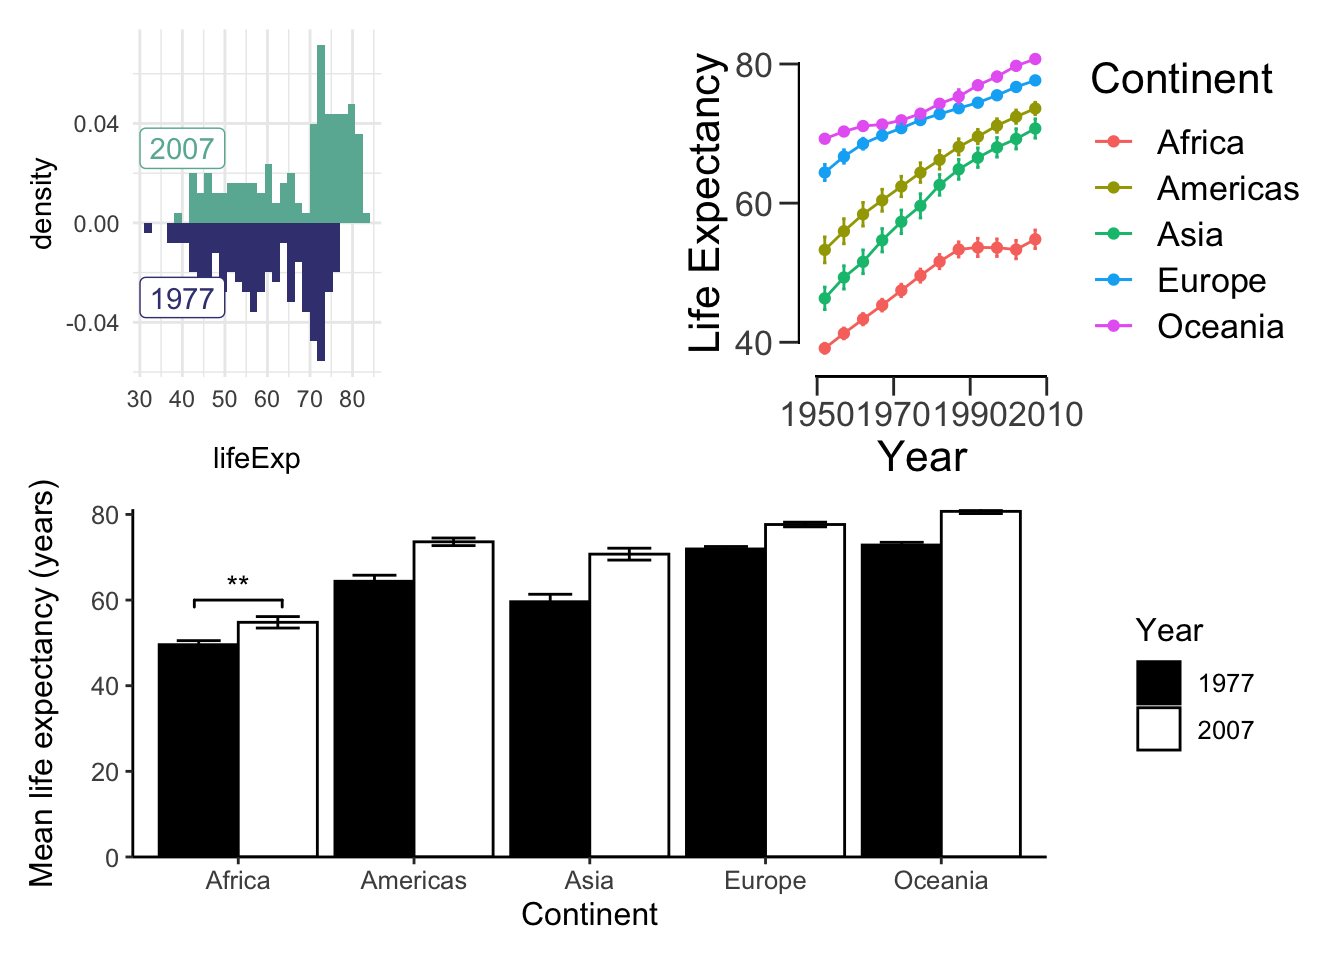 density
0.04
0.00
-0.04
2007
1977
30 40 50 60 70 80
lifeExp
Life Expectancy
80
60
40
1950 1970 1990 2010
Year
Continent
Africa
Americas
Asia
Europe
Oceania
Mean life expectancy (years)
80
60
40
20
0
**
Africa Americas Asia Europe Oceania
Continent
Year
1977
2007